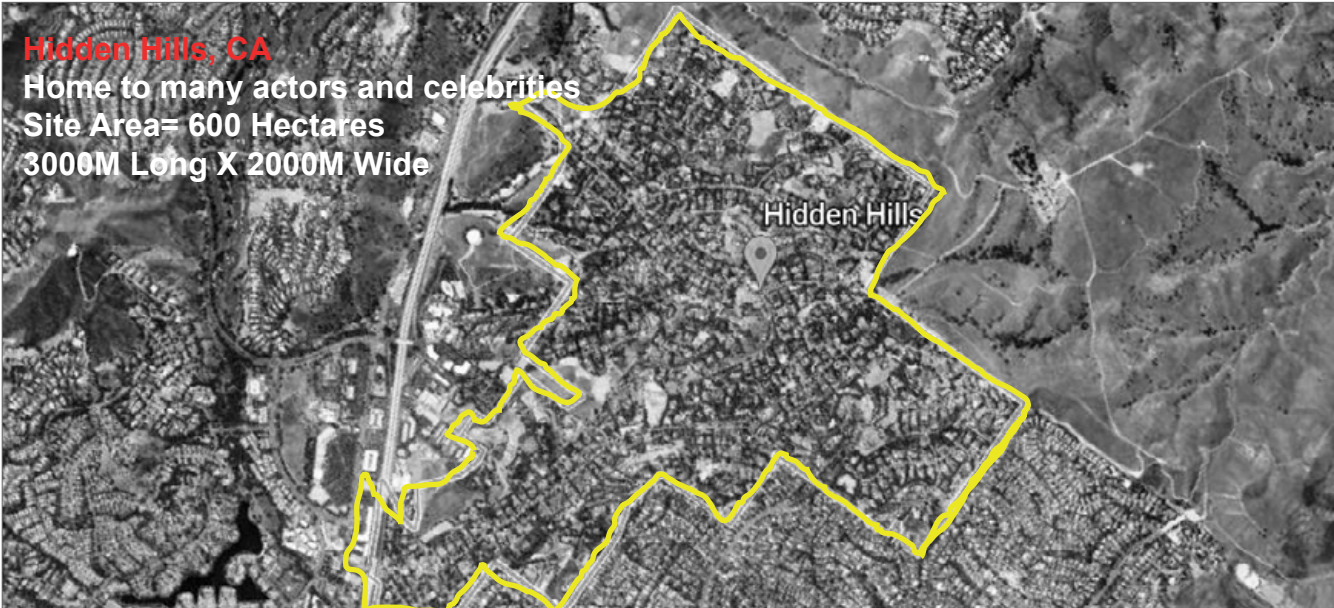 Hidden Hills, CA
Home to many actors and celebrities
Site Area= 600 Hectares
3000M Long X 2000M Wide
Hidden Hills